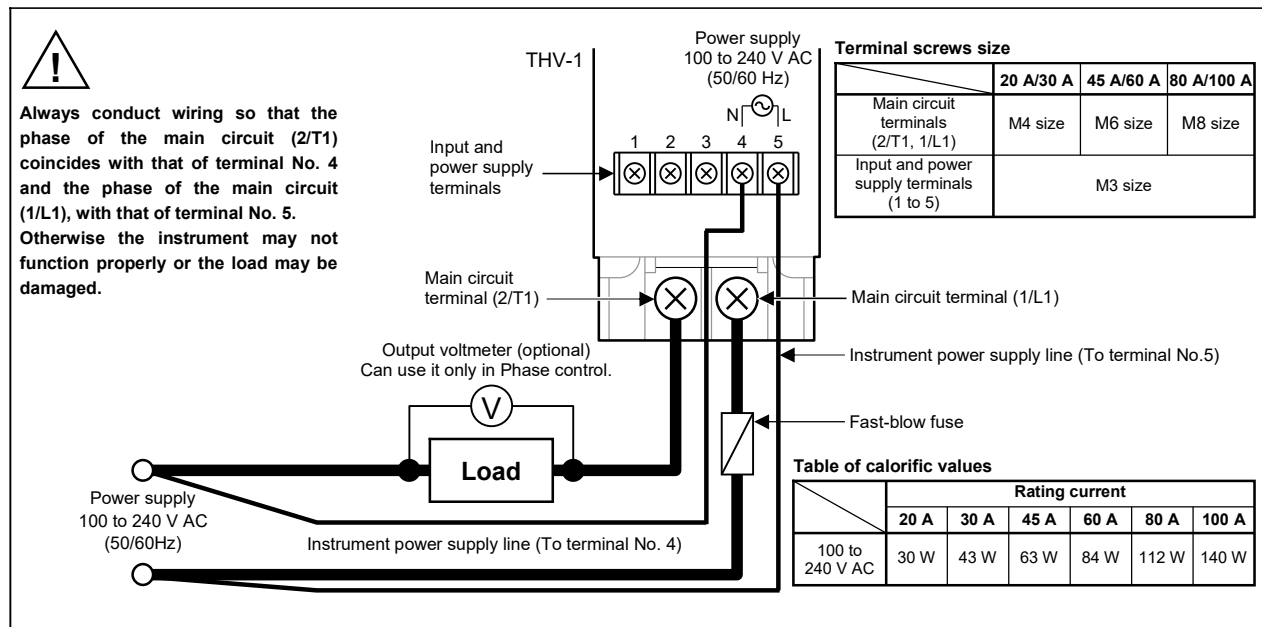 !
Always conduct wiring so that the
phase of the main circuit (2/T1)
coincides with that of terminal No. 4
and the phase of the main circuit
(1/L1), with that of terminal No. 5.
Otherwise the instrument may not
function properly or the load may be
damaged.
THV-1
Power supply
100 to 240 V AC
(50/60 Hz)
N L
1 2 3 4 5
Input and
power supply
terminals
Main circuit
terminal (2/T1)
Main circuit terminal (1/L1)
Output voltmeter (optional)
Can use it only in Phase control.
V
Instrument power supply line (To terminal No.5)
Fast-blow fuse
Load
Power supply
100 to 240 V AC
(50/60Hz)
Instrument power supply line (To terminal No. 4)
Terminal screws size
20 A/30 A 45 A/60 A 80 A/100 A
Main circuit
terminals
(2/T1, 1/L1)
M4 size M6 size M8 size
Input and power
supply terminals
(1 to 5)
M3 size
Table of calorific values
Rating current
20 A 30 A 45 A 60 A 80 A 100 A
100 to
240 V AC
30 W 43 W 63 W 84 W 112 W 140 W